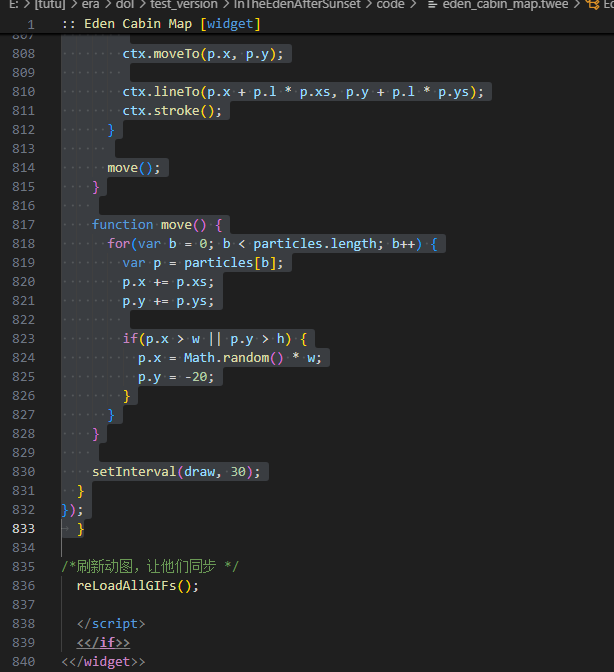 E: > [tutu] > era > dol > test_version > InTheEdenAfterSunset > code > eden_cabin_map.twee >
1 :: Eden Cabin Map [widget]
807
808 ctx.moveTo(p.x, p.y);
809
810 ctx.lineTo(p.x + p.l * p.xs, p.y + p.l * p.ys);
811 ctx.stroke();
812 }
813
814 move();
815 }
816
817 function move() {
818 for(var b = 0; b < particles.length; b++) {
819 var p = particles[b];
820 p.x += p.xs;
821 p.y += p.ys;
822
823 if(p.x > w || p.y > h) {
824 p.x = Math.random() * w;
825 p.y = -20;
826 }
827 }
828 }
829
830 setInterval(draw, 30);
831 }
832 });
833 }
834
835 /*刷新动图，让他们同步 */
836 reLoadAllGIFs();
837
838 </script>
839 <</if>>
840 <</widget>>